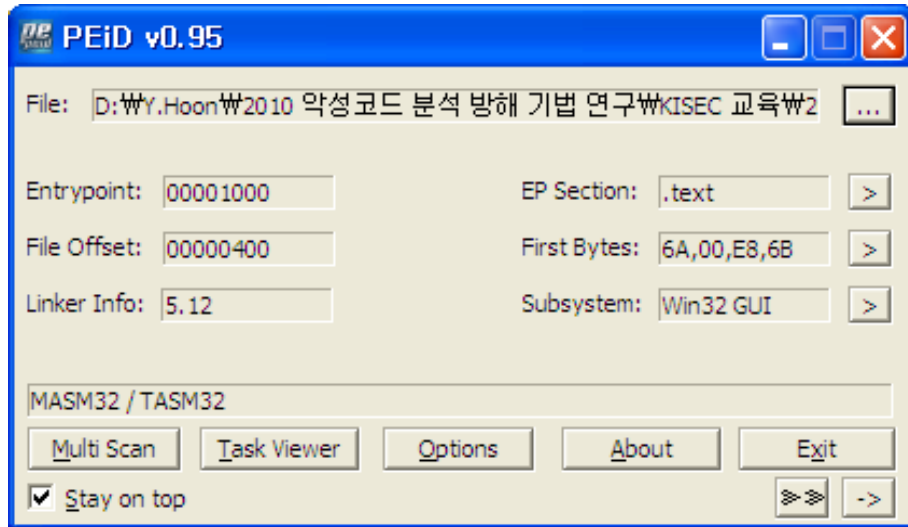 PEiD v0.95
File: D:₩Y.Hoon₩2010 악성코드 분석 방해 기법 연구₩KISEC 교육₩2 ...
Entrypoint: 00001000 EP Section: .text >
File Offset: 00000400 First Bytes: 6A,00,E8,6B >
Linker Info: 5.12 Subsystem: Win32 GUI >
MASM32 / TASM32
Multi Scan Task Viewer Options About Exit
Stay on top >> ->